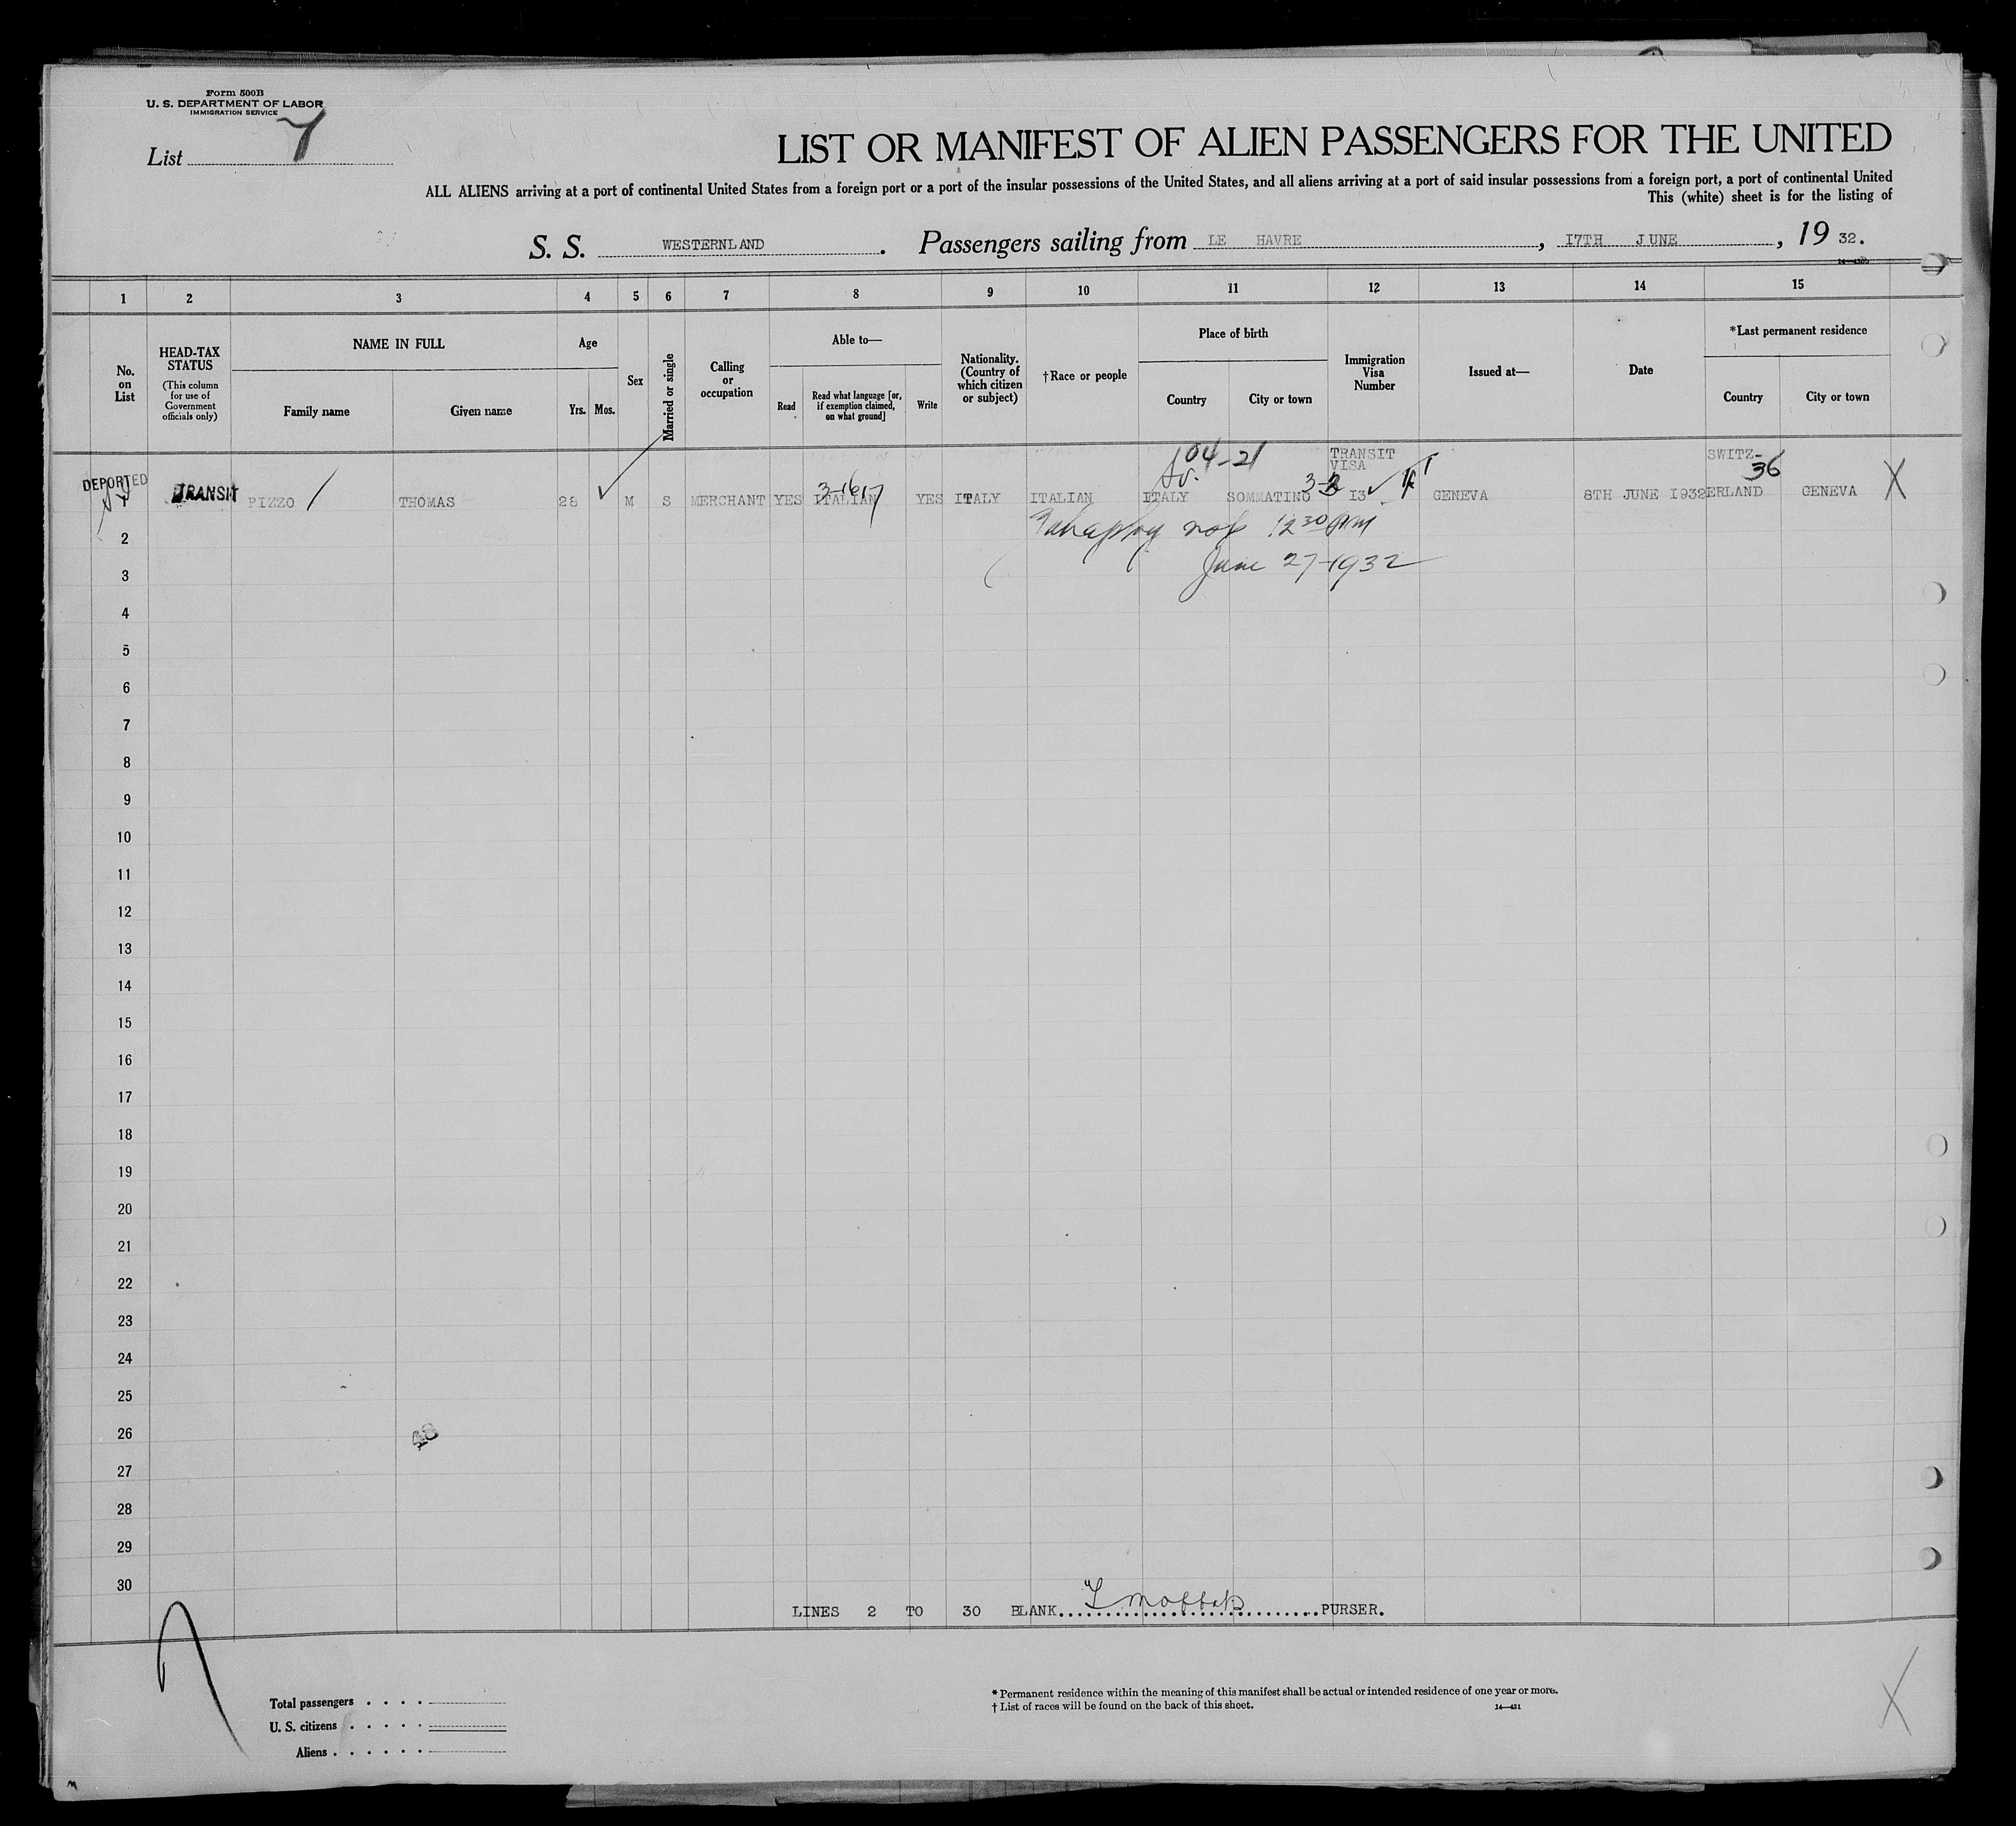 Form 500B
U. S. DEPARTMENT OF LABOR
IMMIGRATION SERVICE
List 7
LIST OR MANIFEST OF ALIEN PASSENGERS FOR THE UNITED
ALL ALIENS arriving at a port of continental United States from a foreign port or a port of the insular possessions of the United States, and all aliens arriving at a port of said insular possessions from a foreign port, a port of continental United
This (white) sheet is for the listing of
S. S. WESTERNLAND. Passengers sailing from LE HAVRE, 17TH JUNE, 19 32.
1 2 3 4 5 6 7 8 9 10 11 12 13 14 15
No. on List
HEAD-TAX STATUS
(This column for use of Government officials only)
NAME IN FULL
Family name
Given name
Age
Yrs. Mos.
Sex
Married or single
Calling or occupation
Able to—
Read
Read what language [or, if exemption claimed, on what ground]
Write
Nationality. (Country of which citizen or subject)
†Race or people
Place of birth
Country
City or town
Immigration Visa Number
Issued at—
Date
*Last permanent residence
Country
City or town
104-21
TRANSIT VISA
SWITZ-
36
DEPORTED
TRANSIT PIZZO THOMAS 28 M S MERCHANT YES ITALIAN YES ITALY ITALIAN ITALY SOMMATINO 13 GENEVA 8TH JUNE 1932 ERLAND GENEVA X
12 30 PM
June 27-1932
2
3
4
5
6
7
8
9
10
11
12
13
14
15
16
17
18
19
20
21
22
23
24
25
26
48
27
28
29
30
LINES 2 TO 30 BLANK PURSER.
Total passengers
U. S. citizens
Aliens
* Permanent residence within the meaning of this manifest shall be actual or intended residence of one year or more.
† List of races will be found on the back of this sheet.
14—431
X